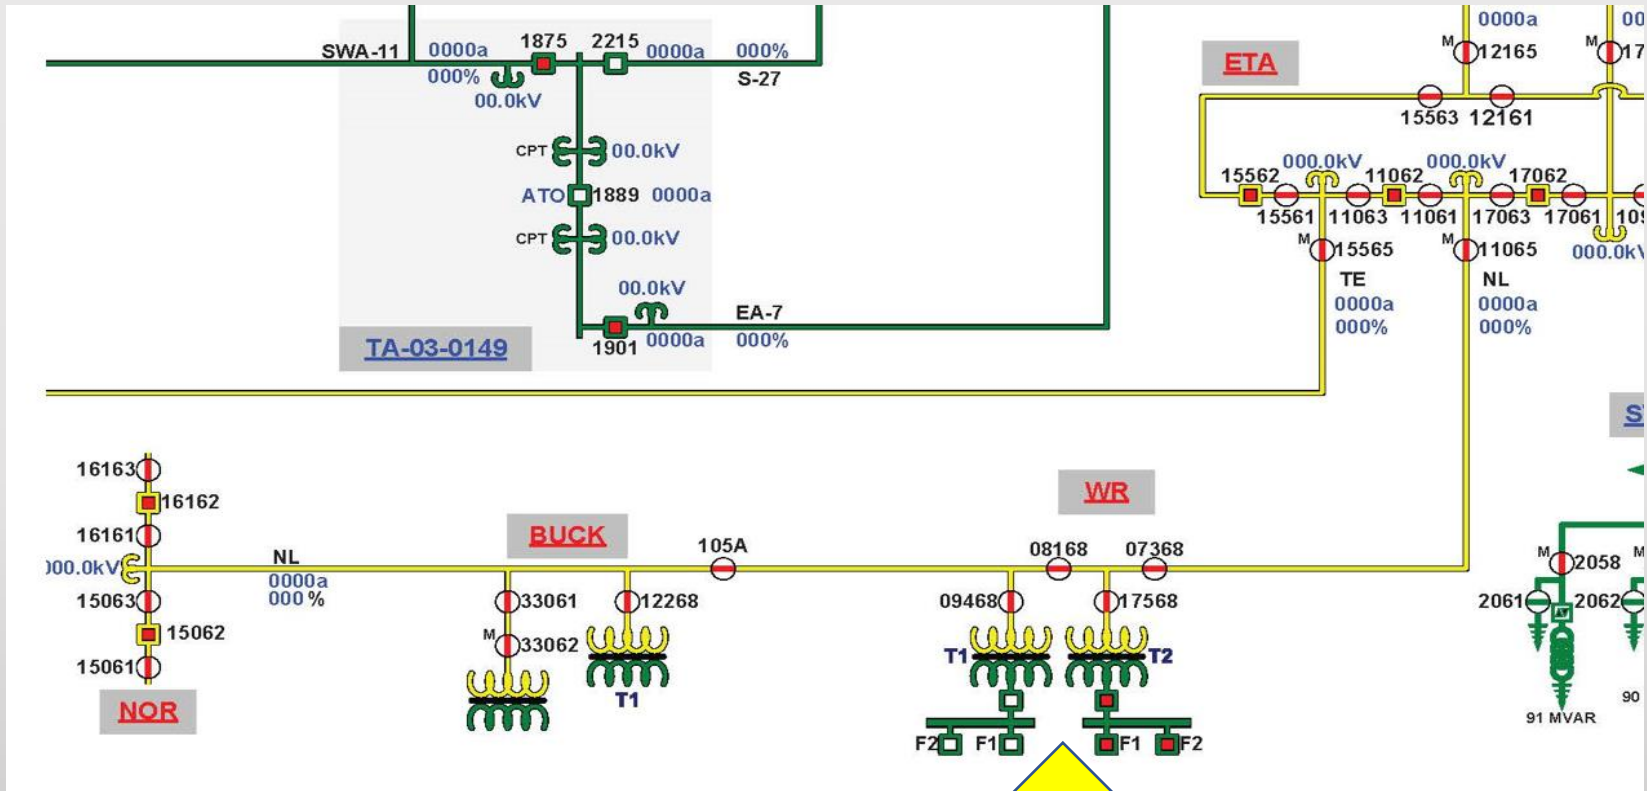 0000a
00
SWA-11
0000a
1875
2215
0000a
000%
ETA
M
12165
M
17
000%
S-27
00.0kV
15563
12161
CPT
00.0kV
000.0kV
000.0kV
15562
11062
17062
ATO
1889
0000a
15561
11063
11061
17063
17061
109
CPT
00.0kV
M
15565
M
11065
000.0k
TE
NL
00.0kV
0000a
0000a
EA-7
000%
000%
TA-03-0149
1901
0000a
000%
S
16163
WR
16162
BUCK
16161
105A
08168
07368
NL
M
2058
M
000.0kV
0000a
000 %
15063
33061
12268
09468
17568
2061
2062
15062
M
33062
T1
T2
15061
T1
NOR
90
91 MVAR
F2
F1
F1
F2